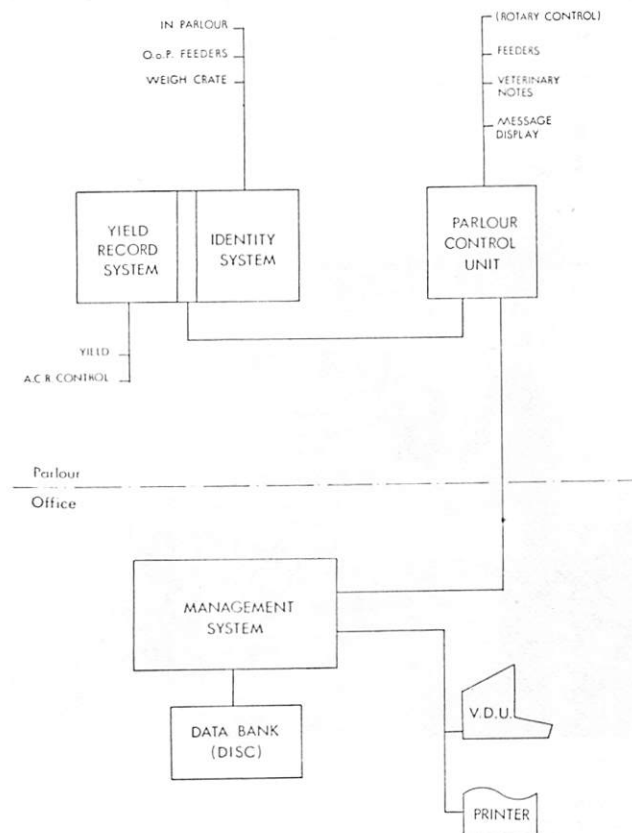 IN PARLOUR
O.o.P. FEEDERS
WEIGH CRATE
(ROTARY CONTROL)
FEEDERS
VETERINARY
NOTES
MESSAGE
DISPLAY
YIELD
RECORD
SYSTEM
IDENTITY
SYSTEM
PARLOUR
CONTROL
UNIT
YIELD
A.C.R. CONTROL
Parlour
Office
MANAGEMENT
SYSTEM
DATA BANK
(DISC)
V.D.U.
PRINTER